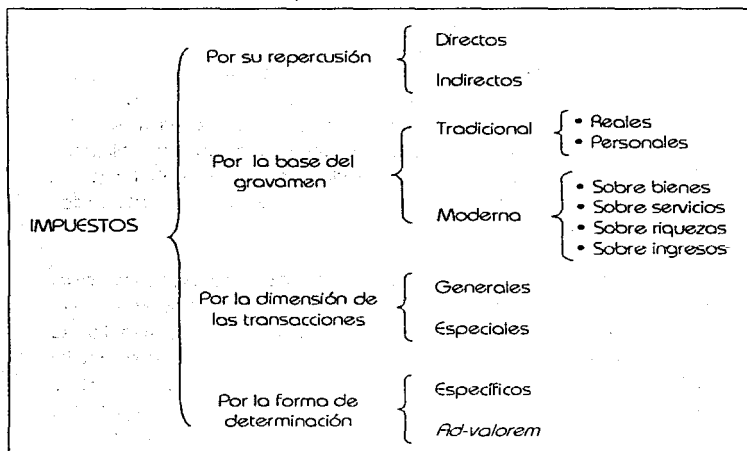 IMPUESTOS
Por su repercusión
Directos
Indirectos
Por la base del
gravamen
Tradicional
• Reales
• Personales
Moderna
• Sobre bienes
• Sobre servicios
• Sobre riquezas
• Sobre ingresos
Por la dimensión de
las transacciones
Generales
Especiales
Por la forma de
determinación
Específicos
Ad-valorem